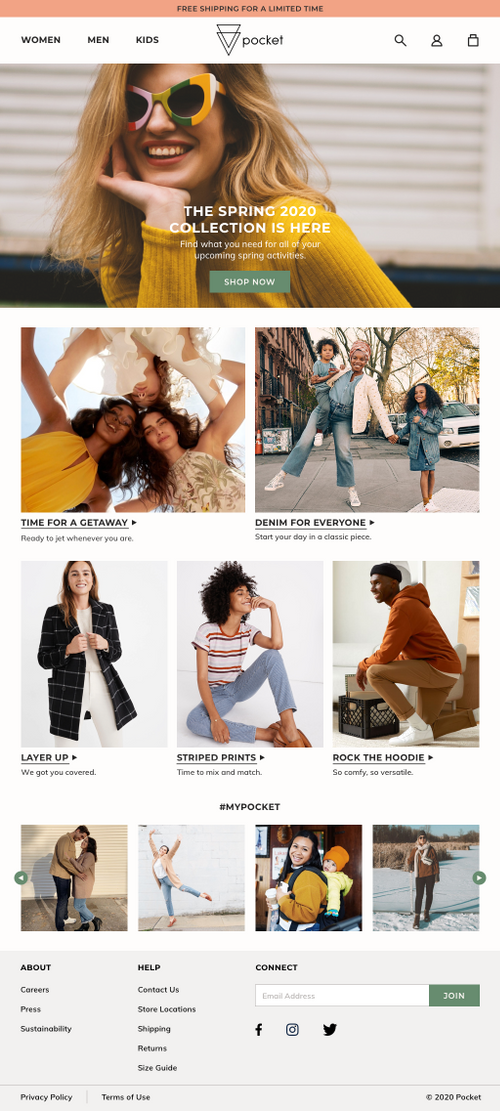 FREE SHIPPING FOR A LIMITED TIME
WOMEN MEN KIDS pocket
THE SPRING 2020
COLLECTION IS HERE
Find what you need for all of your
upcoming spring activities.
SHOP NOW
TIME FOR A GETAWAY
Ready to jet whenever you are.
DENIM FOR EVERYONE
Start your day in a classic piece.
LAYER UP
We got you covered.
STRIPED PRINTS
Time to mix and match.
ROCK THE HOODIE
So comfy, so versatile.
#MYPOCKET
ABOUT
Careers
Press
Sustainability
HELP
Contact Us
Store Locations
Shipping
Returns
Size Guide
CONNECT
Email Address
JOIN
Privacy Policy
Terms of Use
© 2020 Pocket